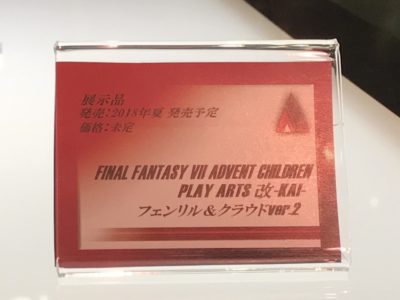 展示品
発売：2018年夏 発売予定
価格：未定
FINAL FANTASY VII ADVENT CHILDREN
PLAY ARTS 改-KAI-
フェンリル＆クラウドver.2